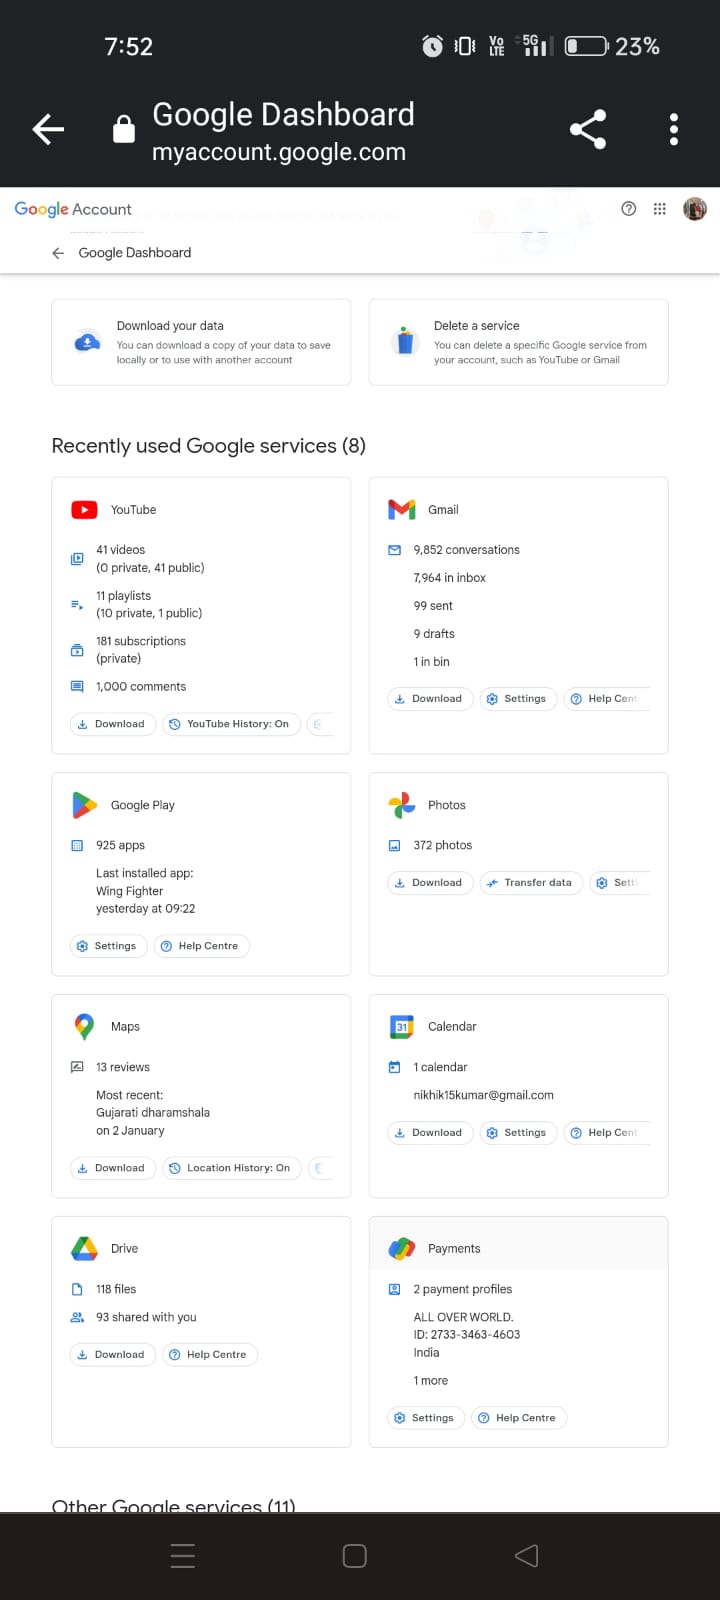 7:52
Vo
LTE
5G
23%
Google Dashboard
myaccount.google.com
Google Account
Google Dashboard
Download your data
You can download a copy of your data to save
locally or to use with another account
Delete a service
You can delete a specific Google service from
your account, such as YouTube or Gmail
Recently used Google services (8)
YouTube
41 videos
(0 private, 41 public)
11 playlists
(10 private, 1 public)
181 subscriptions
(private)
1,000 comments
Download
YouTube History: On
Gmail
9,852 conversations
7,964 in inbox
99 sent
9 drafts
1 in bin
Download
Settings
Help Cent
Google Play
925 apps
Last installed app:
Wing Fighter
yesterday at 09:22
Settings
Help Centre
Photos
372 photos
Download
Transfer data
Setti
Maps
13 reviews
Most recent:
Gujarati dharamshala
on 2 January
Download
Location History: On
Calendar
31
1 calendar
nikhik15kumar@gmail.com
Download
Settings
Help Cent
Drive
118 files
93 shared with you
Download
Help Centre
Payments
2 payment profiles
ALL OVER WORLD.
ID: 2733-3463-4603
India
1 more
Settings
Help Centre
Other Google services (11)